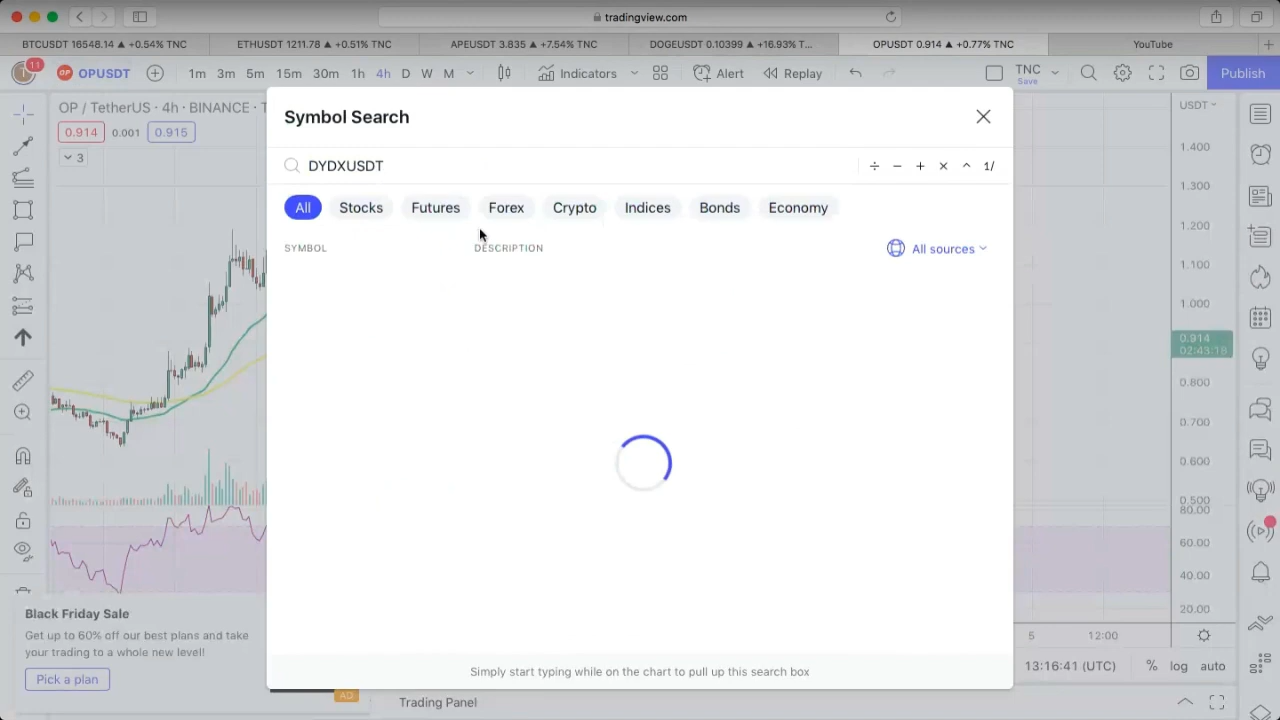 tradingview.com
BTCUSDT 16548.14 ▲ +0.54% TNC
ETHUSDT 1211.78 ▲ +0.51% TNC
APEUSDT 3.835 ▲ +7.54% TNC
DOGEUSDT 0.10399 ▲ +16.93% T...
OPUSDT 0.914 ▲ +0.77% TNC
YouTube
11
OP OPUSDT
1m 3m 5m 15m 30m 1h 4h D W M
Indicators
Alert
Replay
TNC
Save
Publish
OP / TetherUS · 4h · BINANCE · T
USDT
0.914 0.001 0.915
3
Symbol Search
DYDXUSDT
÷ − + × ^ 1/
All Stocks Futures Forex Crypto Indices Bonds Economy
SYMBOL DESCRIPTION
All sources
1.400
1.300
1.200
1.100
1.000
0.914
02:43:18
0.800
0.700
0.600
0.500
80.00
60.00
40.00
20.00
Black Friday Sale
Get up to 60% off our best plans and take
your trading to a whole new level!
Pick a plan
AD
Simply start typing while on the chart to pull up this search box
5 12:00
13:16:41 (UTC) % log auto
Trading Panel